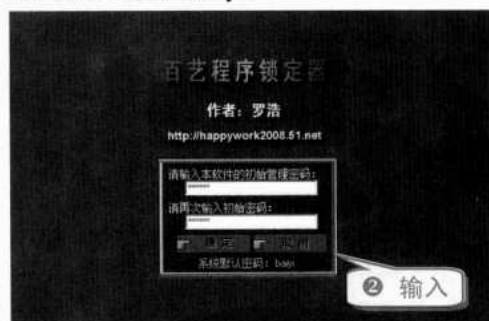 百艺程序锁定器
作者：罗浩
http://happywork2008.51.net
请输入本软件的初始管理密码：
******
请再次输入初始密码：
******
确定 取消
系统默认密码：baiyi
❷ 输入